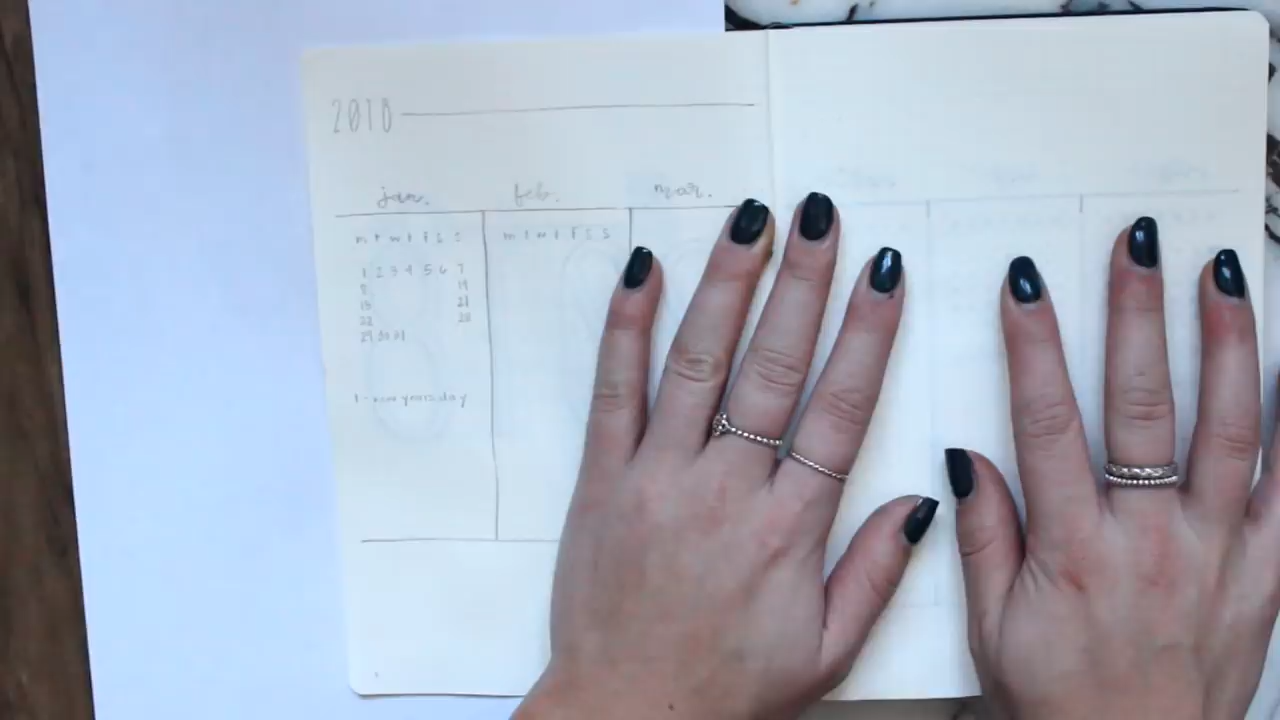 2018
jan. feb. mar.
m t w t f s s m t w t f s s
1 2 3 4 5 6 7
8 14
15 21
22 28
29 30 31
1 - new years day